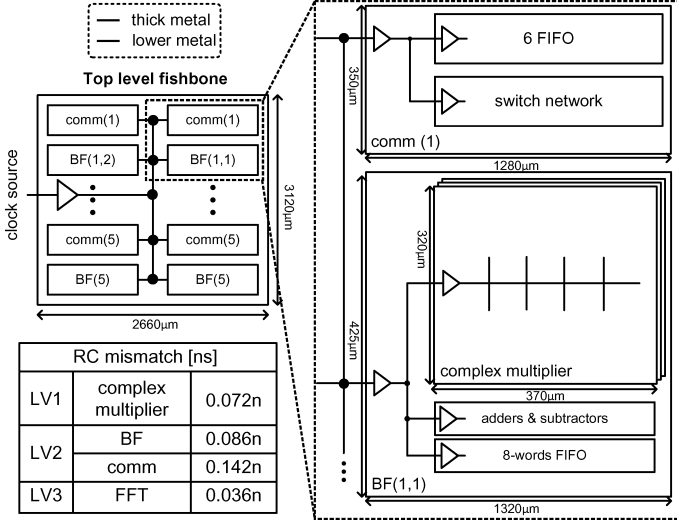 thick metal
lower metal
Top level fishbone
comm(1)
comm(1)
BF(1,2)
BF(1,1)
clock source
comm(5)
comm(5)
BF(5)
BF(5)
3120μm
2660μm
RC mismatch [ns]
LV1
complex
multiplier
0.072n
LV2
BF
0.086n
comm
0.142n
LV3
FFT
0.036n
350μm
6 FIFO
switch network
comm (1)
1280μm
425μm
320μm
complex multiplier
370μm
adders & subtractors
8-words FIFO
BF(1,1)
1320μm